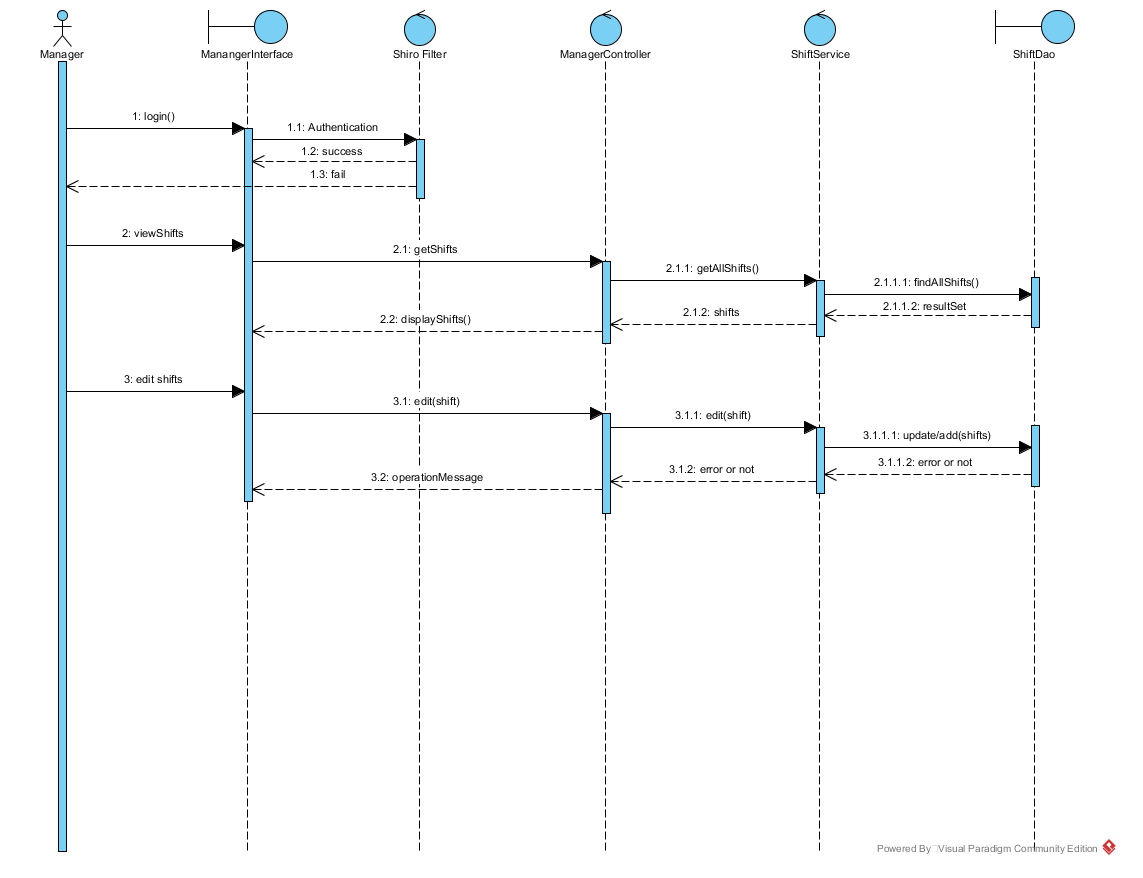 Manager
ManangerInterface
Shiro Filter
ManagerController
ShiftService
ShiftDao
1: login()
1.1: Authentication
1.2: success
1.3: fail
2: viewShifts
2.1: getShifts
2.1.1: getAllShifts()
2.1.1.1: findAllShifts()
2.1.1.2: resultSet
2.1.2: shifts
2.2: displayShifts()
3: edit shifts
3.1: edit(shift)
3.1.1: edit(shift)
3.1.1.1: update/add(shifts)
3.1.1.2: error or not
3.1.2: error or not
3.2: operationMessage
Powered By Visual Paradigm Community Edition